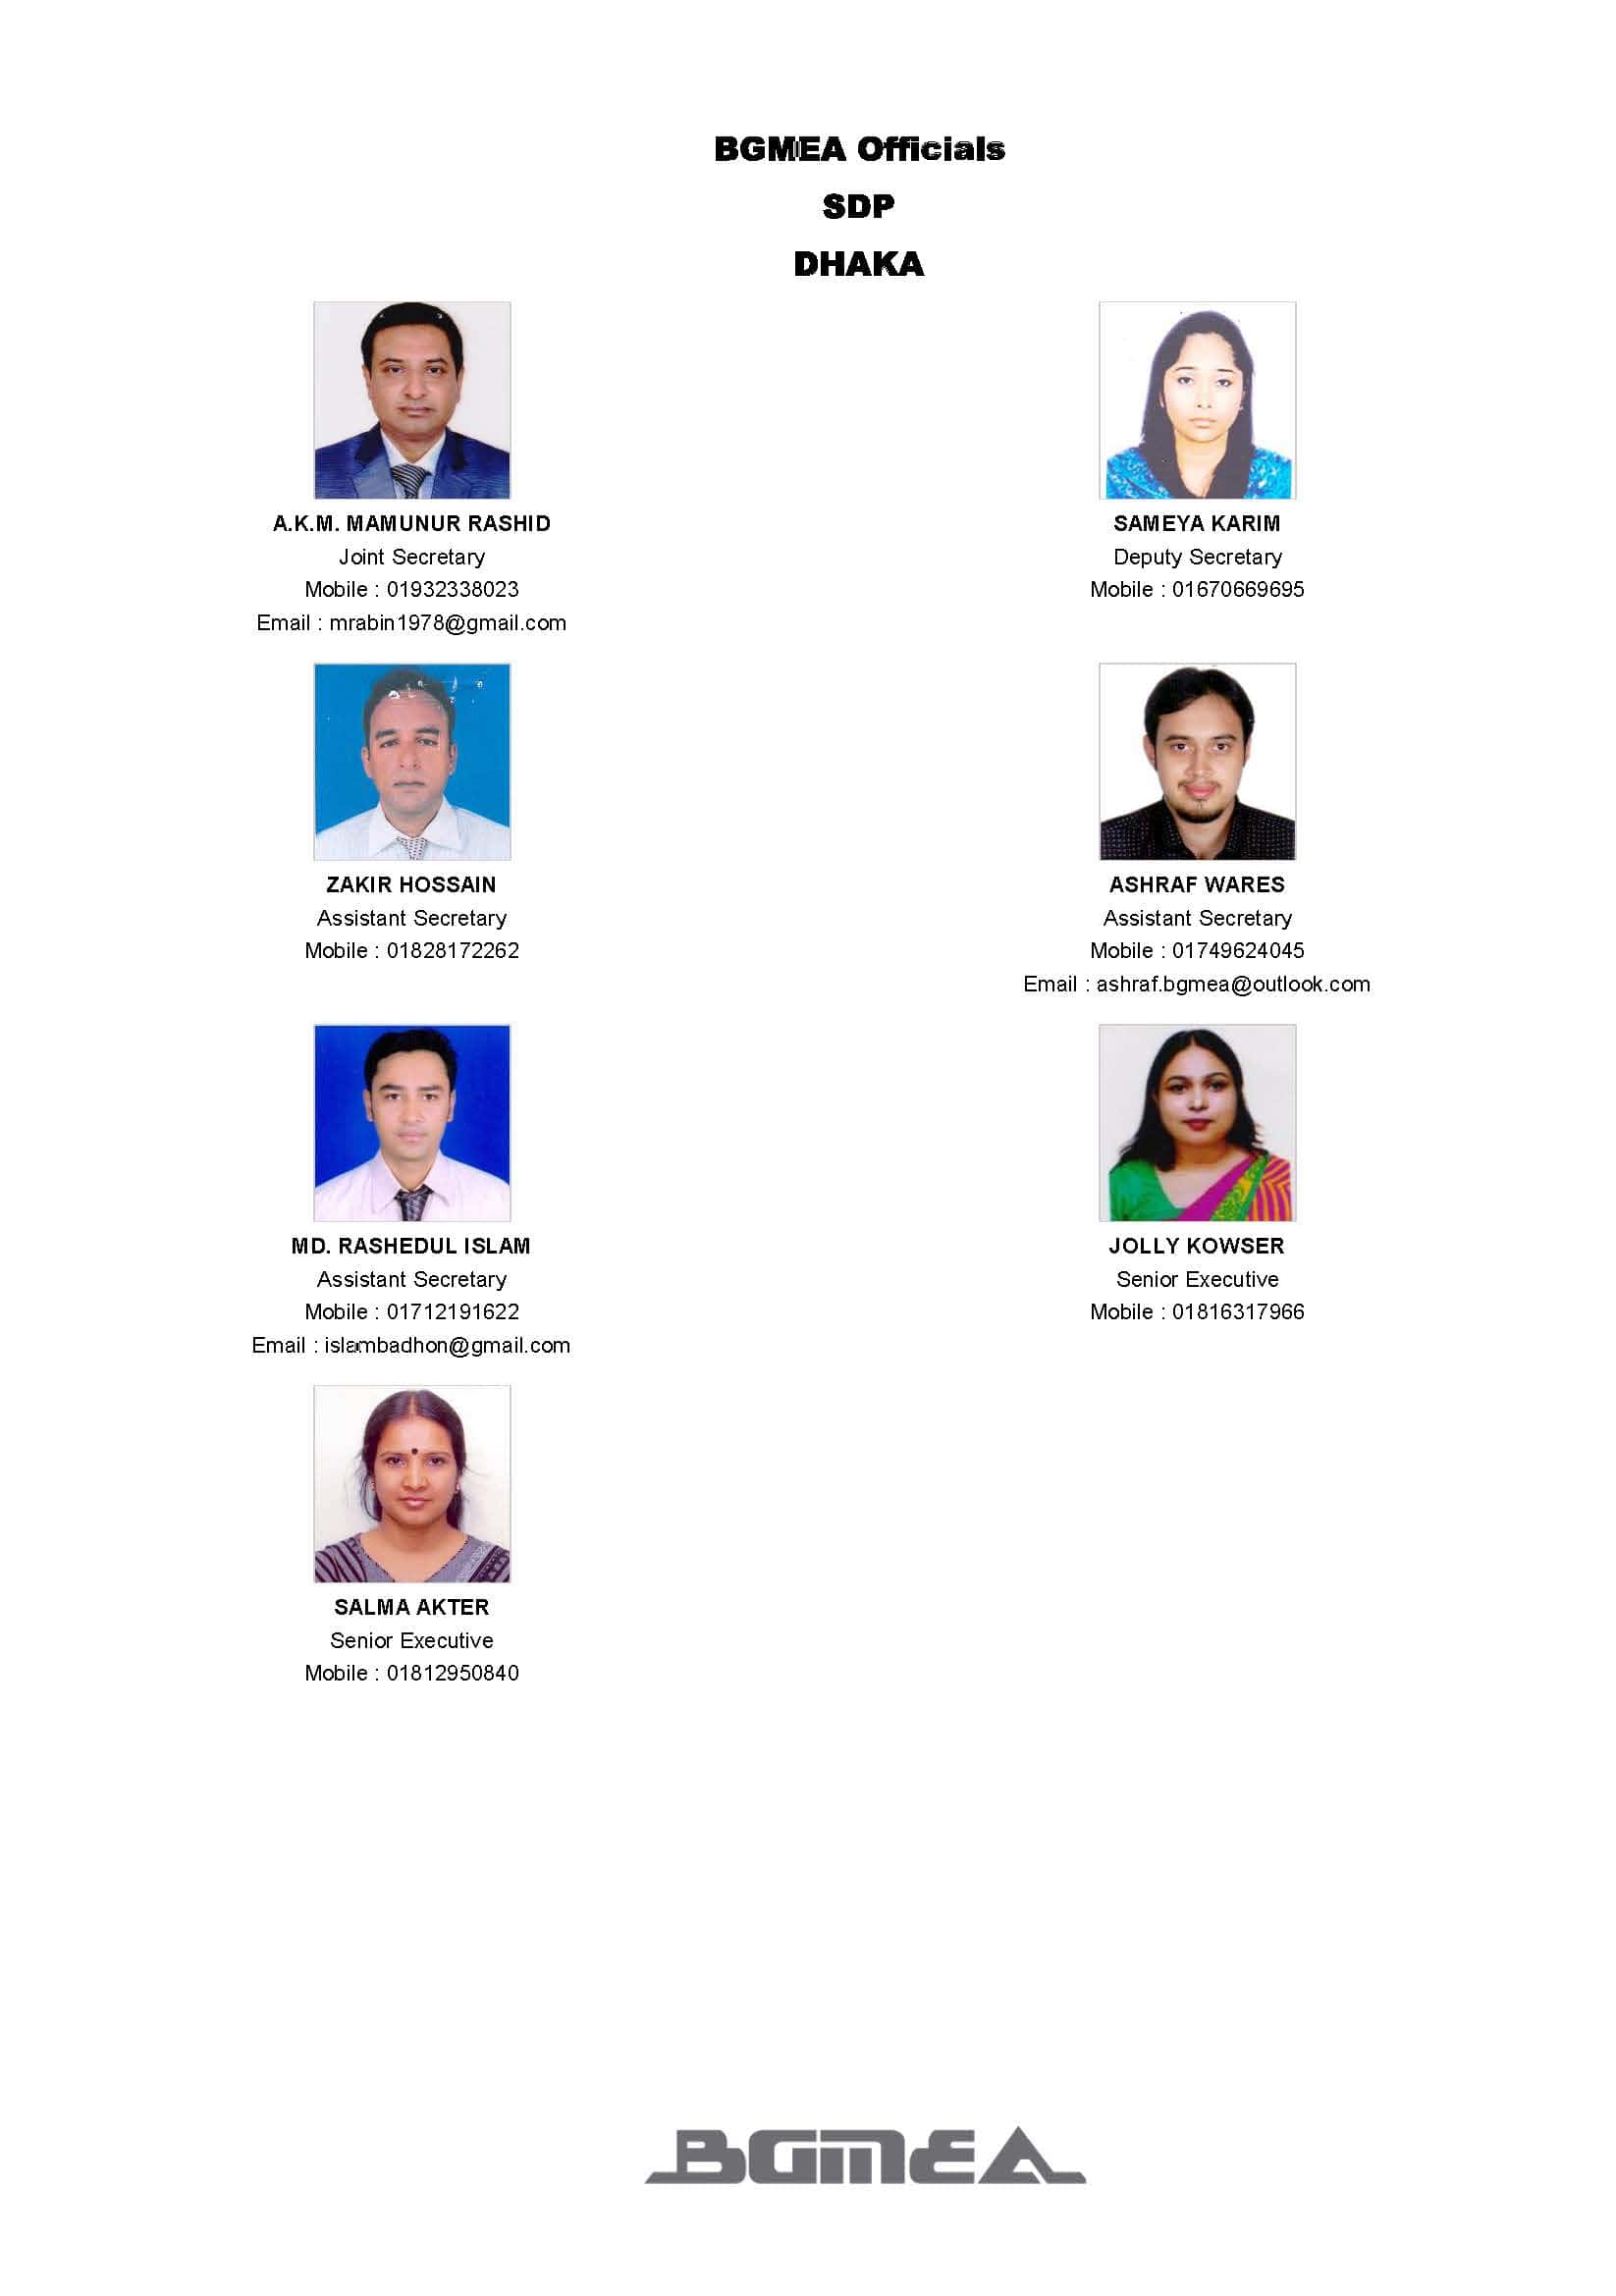 BGMEA Officials
SDP
DHAKA
A.K.M. MAMUNUR RASHID
Joint Secretary
Mobile : 01932338023
Email : mrabin1978@gmail.com
SAMEYA KARIM
Deputy Secretary
Mobile : 01670669695
ZAKIR HOSSAIN
Assistant Secretary
Mobile : 01828172262
ASHRAF WARES
Assistant Secretary
Mobile : 01749624045
Email : ashraf.bgmea@outlook.com
MD. RASHEDUL ISLAM
Assistant Secretary
Mobile : 01712191622
Email : islambadhon@gmail.com
JOLLY KOWSER
Senior Executive
Mobile : 01816317966
SALMA AKTER
Senior Executive
Mobile : 01812950840
BGMEA